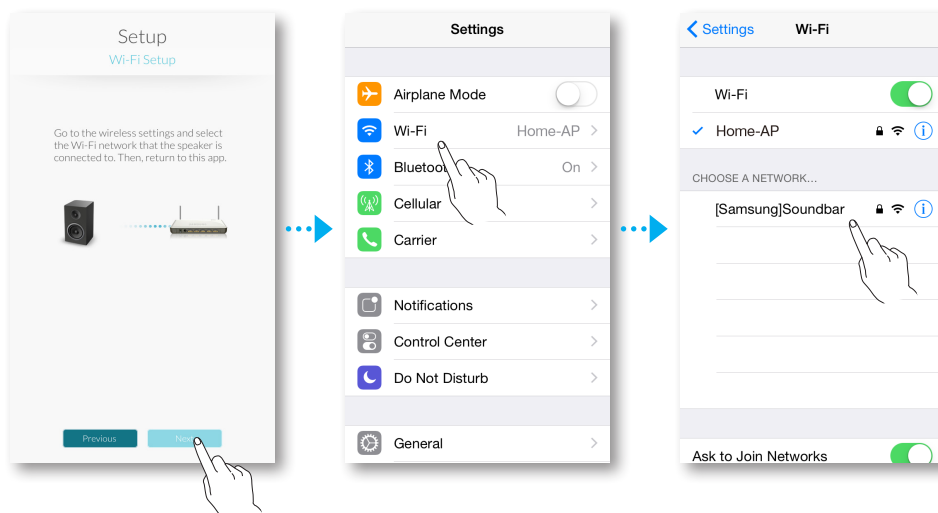 Setup
Wi-Fi Setup
Go to the wireless settings and select
the Wi-Fi network that the speaker is
connected to. Then, return to this app.
Previous
Settings
Airplane Mode
Wi-Fi Home-AP
On
Cellular
Carrier
Notifications
Control Center
Do Not Disturb
General
Settings Wi-Fi
Wi-Fi
Home-AP
CHOOSE A NETWORK...
[Samsung]Soundbar
Ask to Join Networks